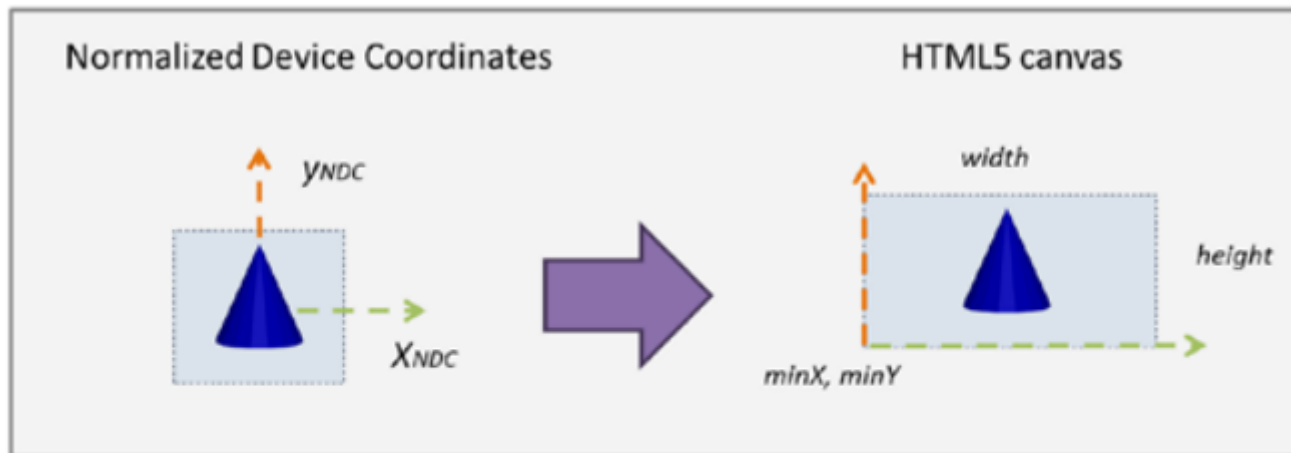 Normalized Device Coordinates
HTML5 canvas
yNDC
XNDC
width
height
minX, minY